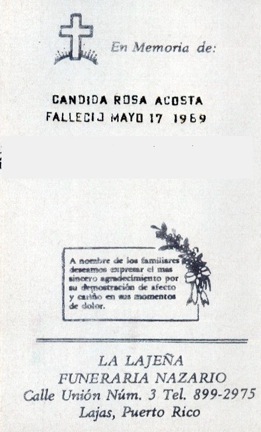 En Memoria de:
CANDIDA ROSA ACOSTA
FALLECIO MAYO 17 1989
A nombre de los familiares
deseamos expresar el mas
sincero agradecimiento por
su demostración de afecto
y cariño en sus momentos
de dolor.
LA LAJEÑA
FUNERARIA NAZARIO
Calle Unión Núm. 3 Tel. 899-2975
Lajas, Puerto Rico